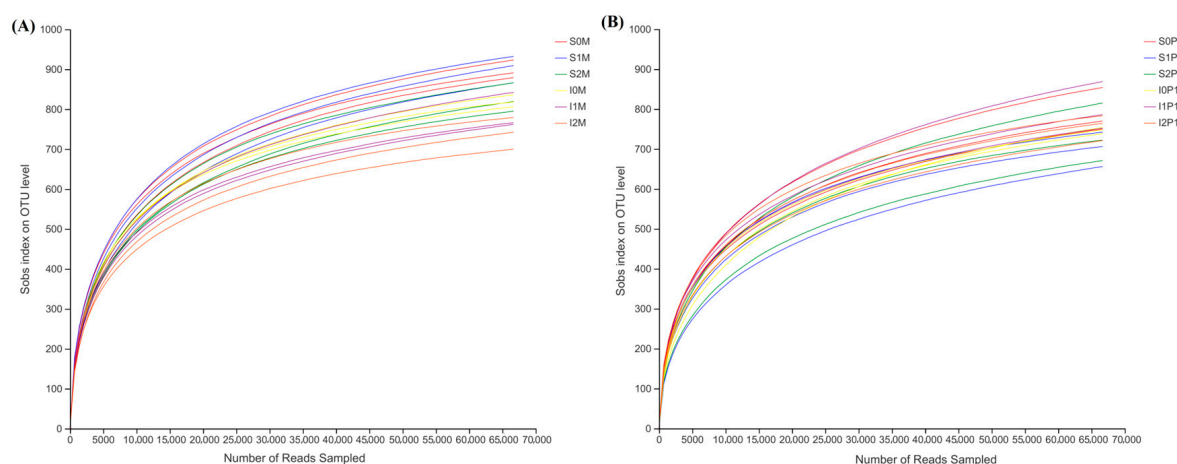 (A)
1000
900
800
700
600
500
400
300
200
100
0
Sobs index on OTU level
0 5000 10,000 15,000 20,000 25,000 30,000 35,000 40,000 45,000 50,000 55,000 60,000 65,000 70,000
Number of Reads Sampled
S0M
S1M
S2M
I0M
I1M
I2M
(B)
1000
900
800
700
600
500
400
300
200
100
0
Sobs index on OTU level
0 5000 10,000 15,000 20,000 25,000 30,000 35,000 40,000 45,000 50,000 55,000 60,000 65,000 70,000
Number of Reads Sampled
S0P
S1P
S2P
I0P1
I1P1
I2P1